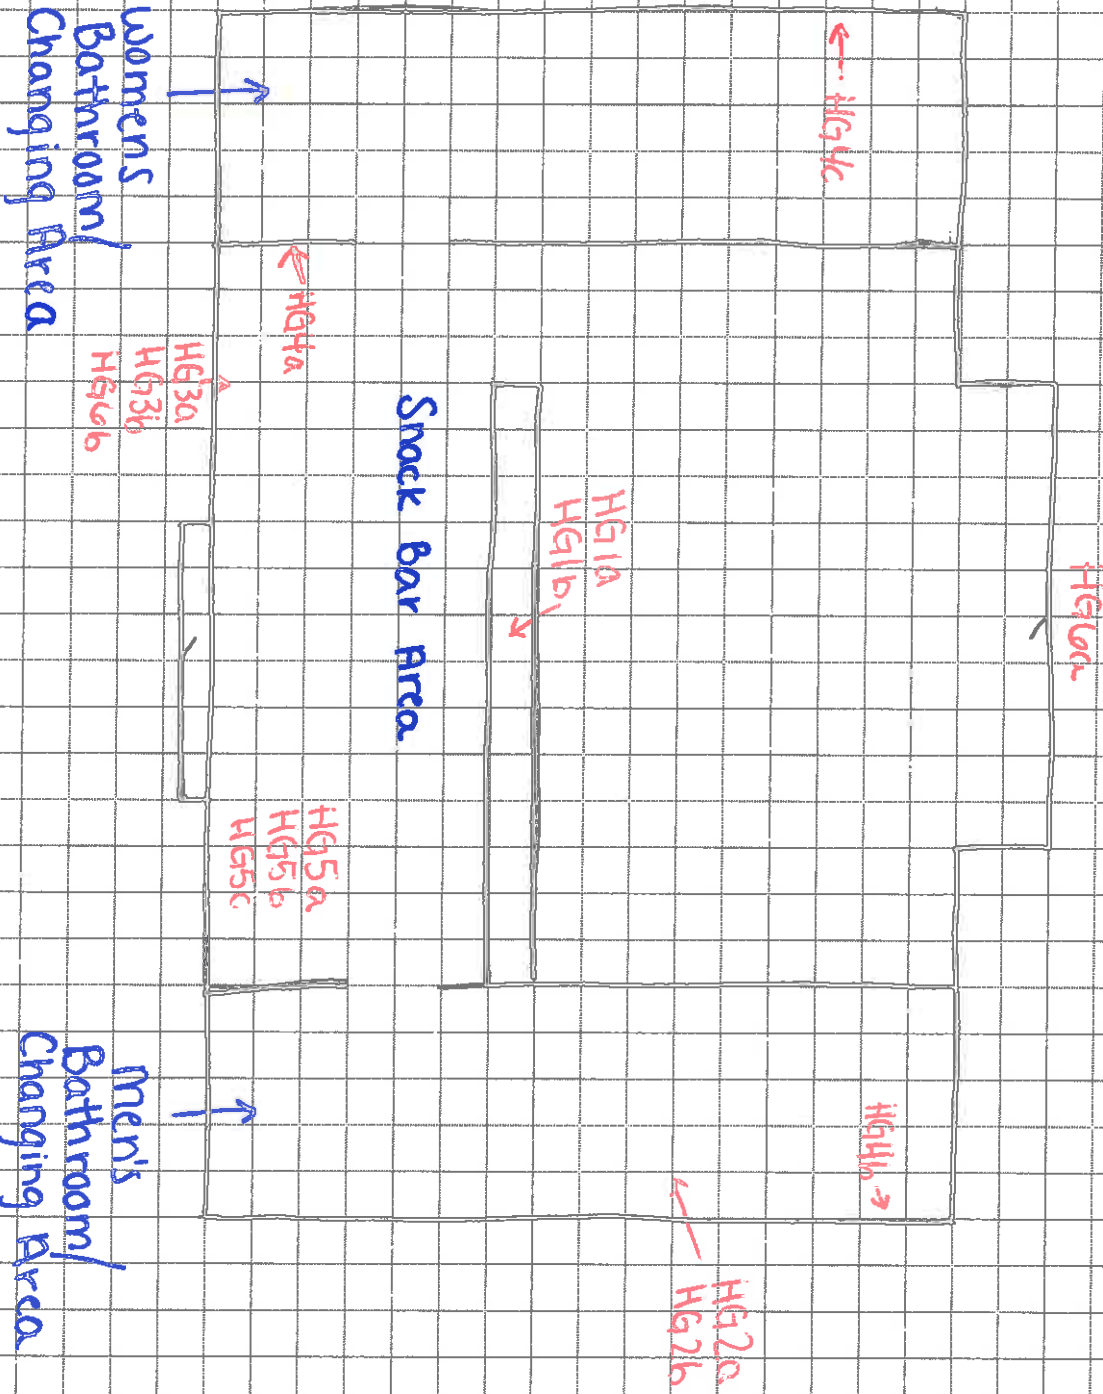 HG6a
HG4c
HG4b
HG2a
HG2b
HG1a
HG1b
Snack Bar Area
HG4a
HG5a
HG5b
HG5c
HG3a
HG3b
HG6b
Womens
Bathroom/
Changing Area
Men's
Bathroom/
Changing Area